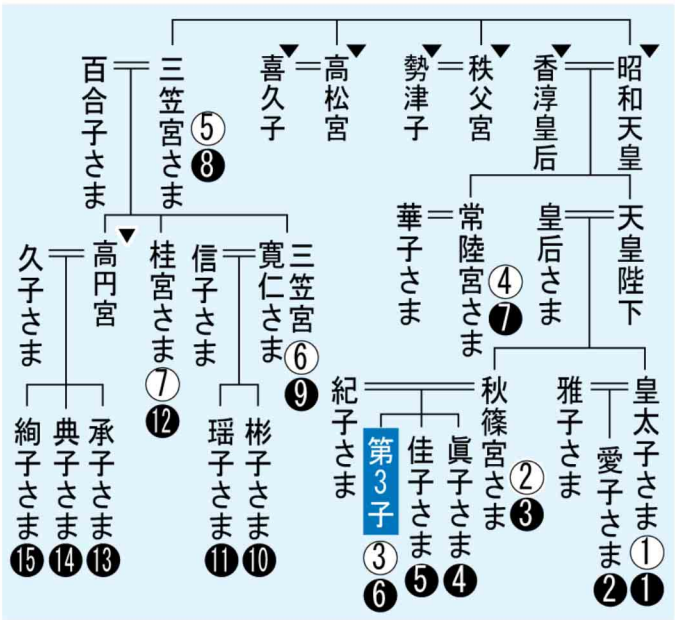 昭和天皇▼
香淳皇后▼
秩父宮▼
勢津子▼
高松宮▼
喜久子▼
三笠宮さま⑤❽
百合子さま
天皇陛下
皇后さま
常陸宮さま④❼
華子さま
三笠宮寬仁さま⑥❾
信子さま
桂宮さま⑦⓬
高円宮▼
久子さま
皇太子さま①❶
雅子さま
愛子さま❷
秋篠宮さま②❸
紀子さま
眞子さま❹
佳子さま❺
第3子③❻
彬子さま❿
瑶子さま⓫
承子さま⓭
典子さま⓮
絢子さま⓯